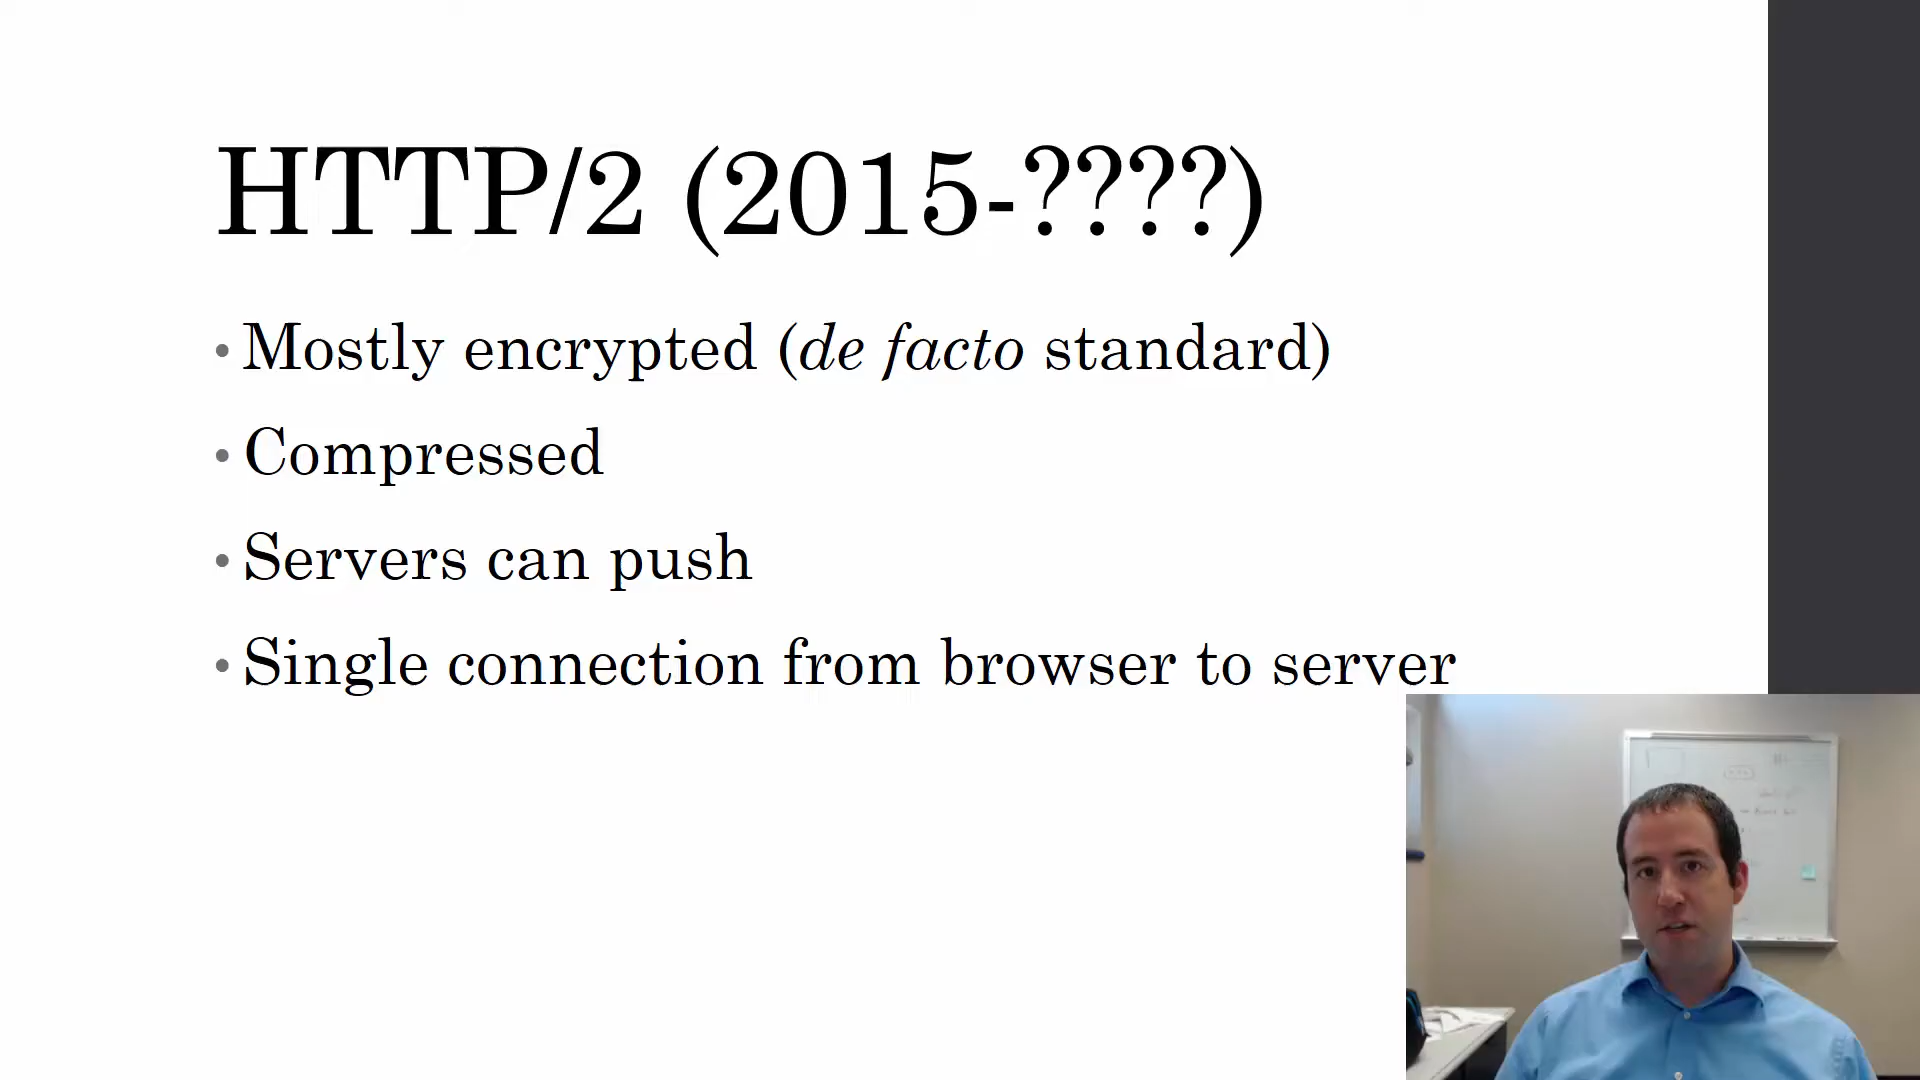 HTTP/2 (2015-????)
• Mostly encrypted (de facto standard)
• Compressed
• Servers can push
• Single connection from browser to server